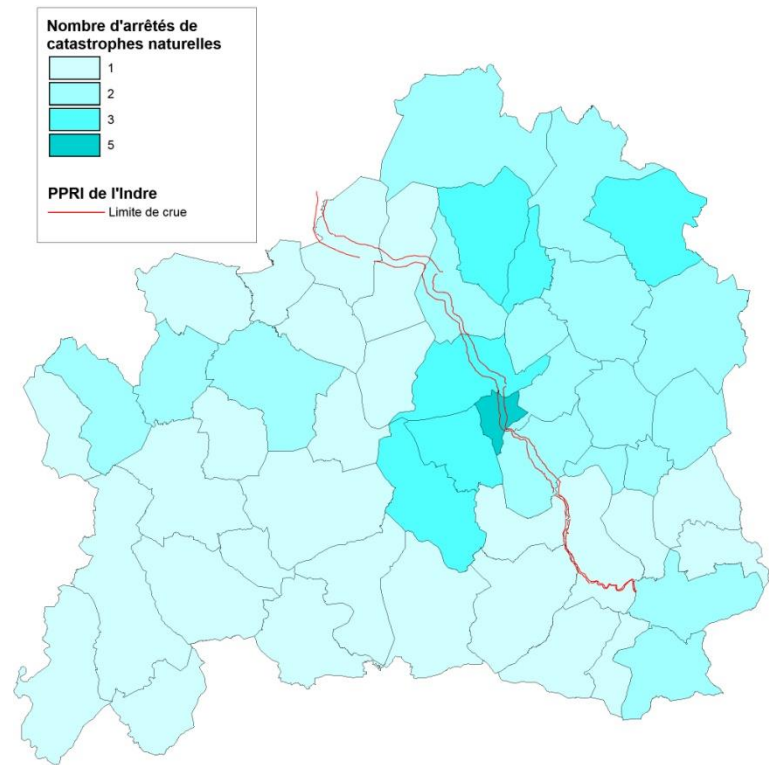 Nombre d'arrêtés de
catastrophes naturelles
1
2
3
5
PPRI de l'Indre
Limite de crue